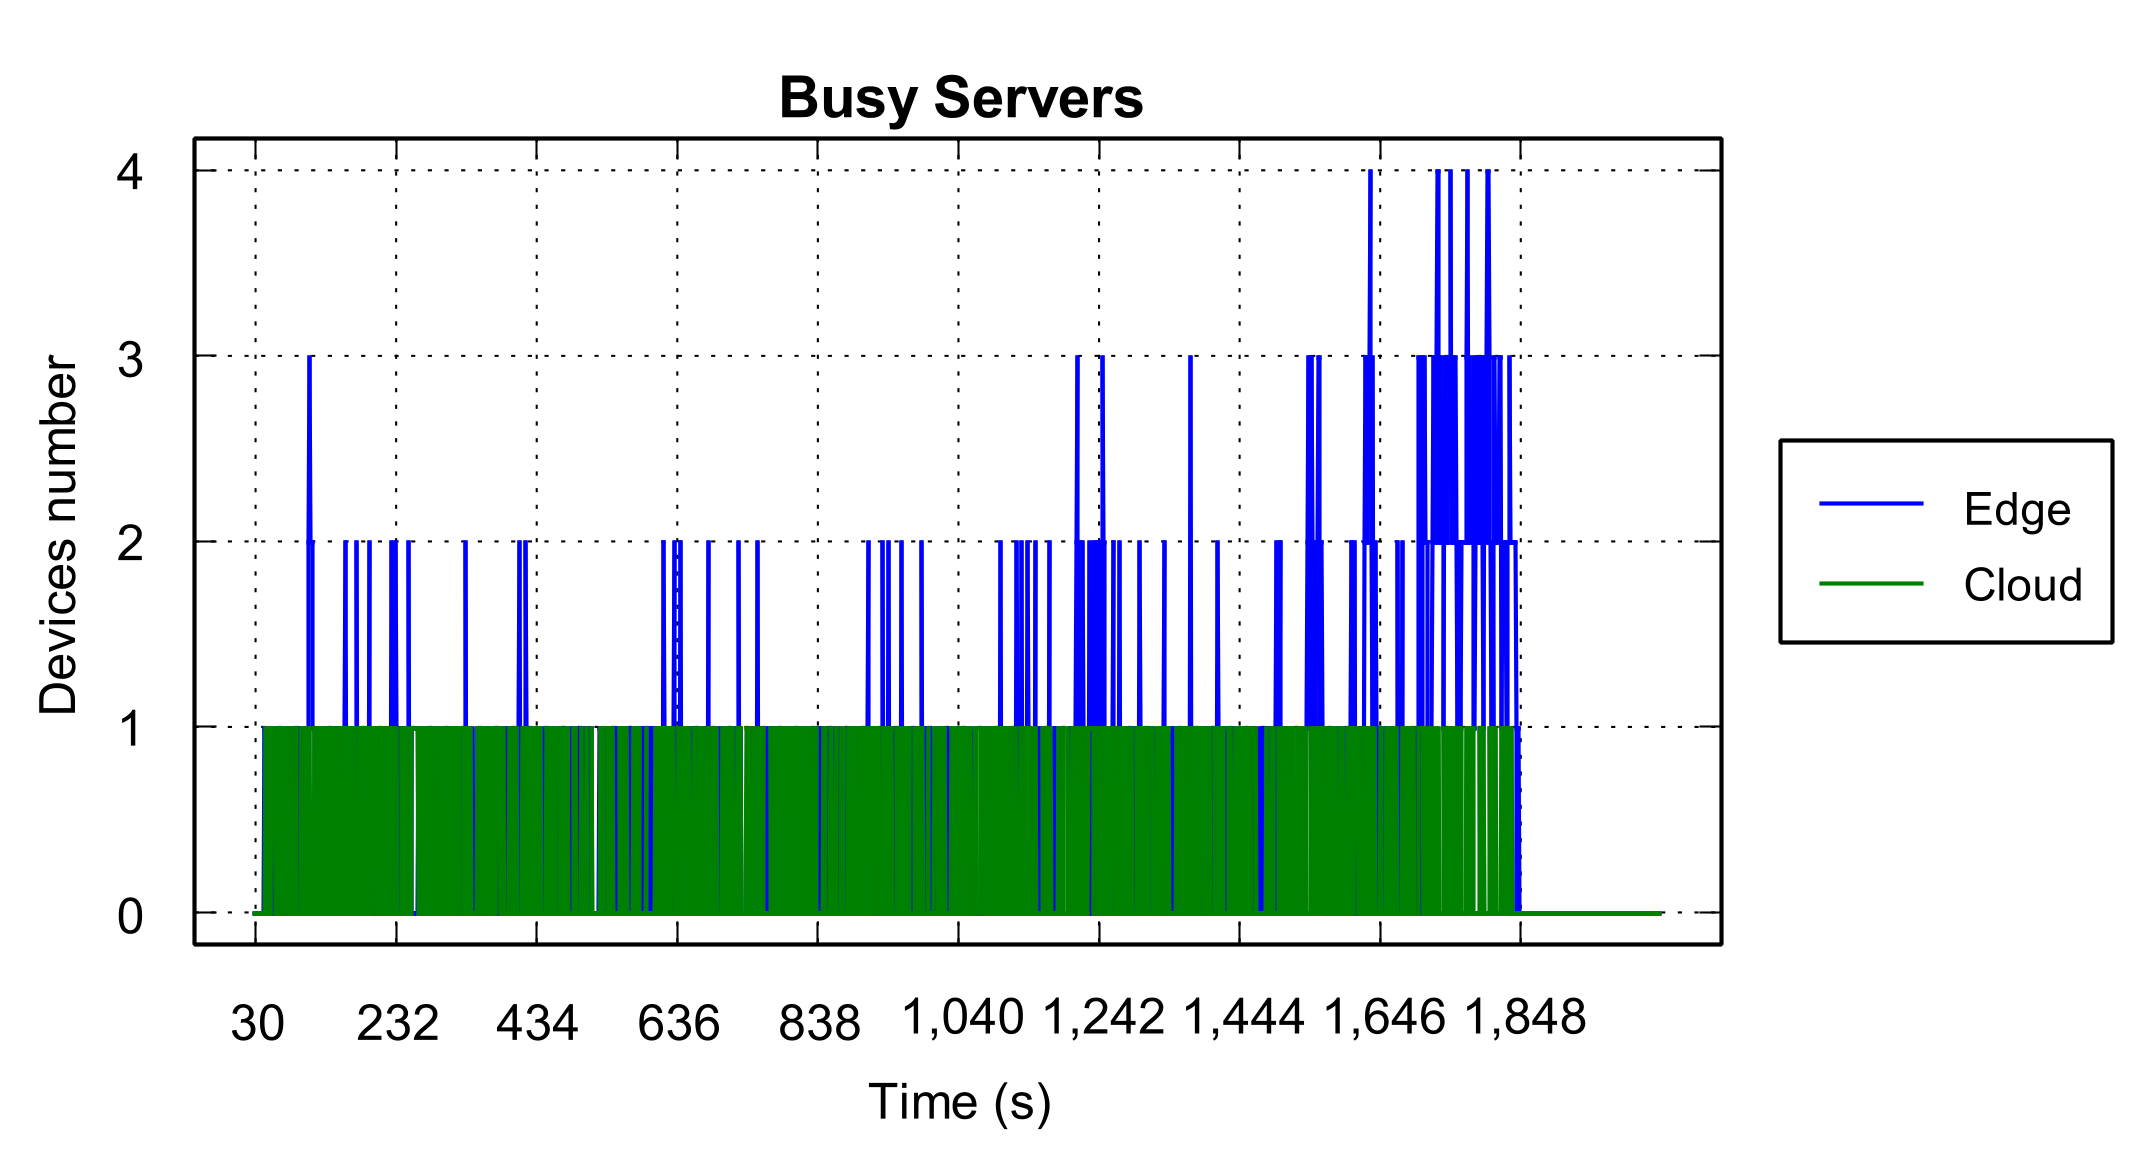 Busy Servers
4
3
2
1
0
Devices number
30 232 434 636 838 1,040 1,242 1,444 1,646 1,848
Time (s)
Edge
Cloud